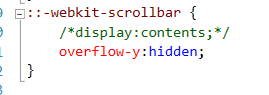 ::-webkit-scrollbar {
/*display:contents;*/
overflow-y:hidden;
}